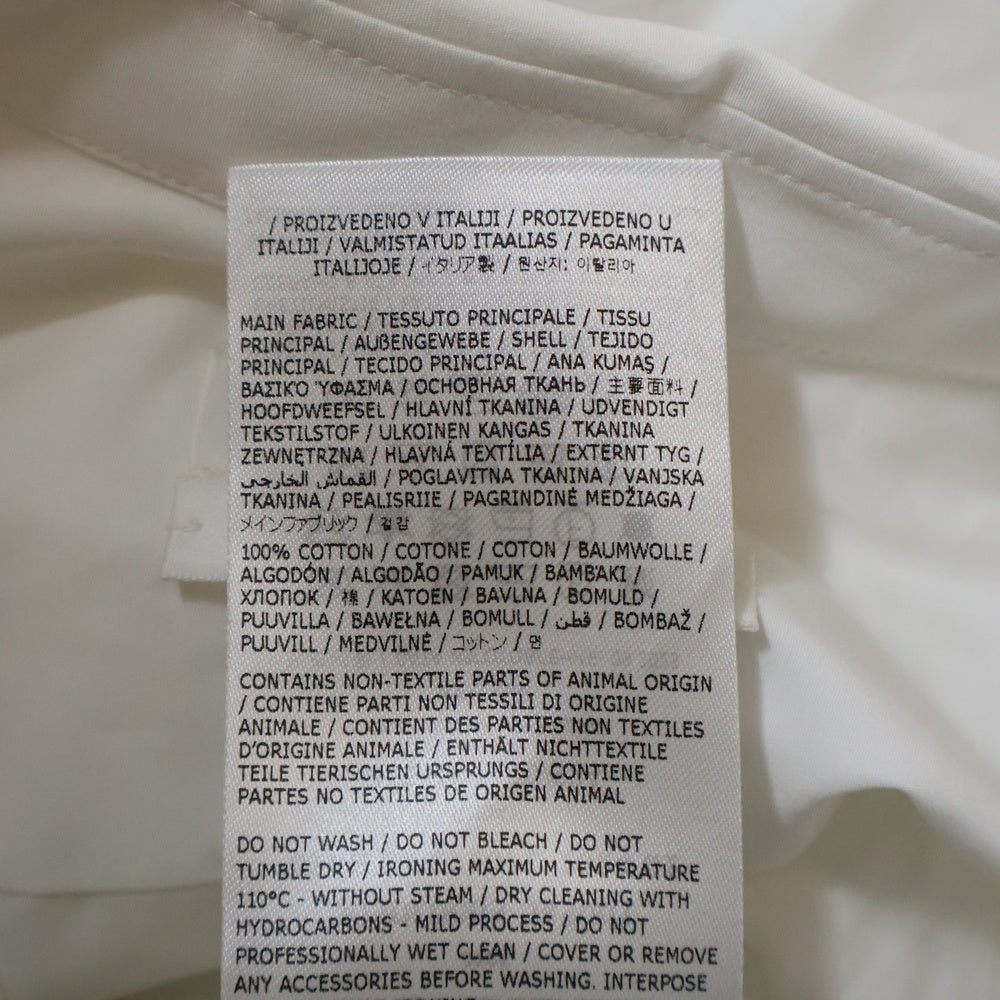 / PROIZVEDENO V ITALIJI / PROIZVEDENO U
ITALIJI / VALMISTATUD ITAALIAS / PAGAMINTA
ITALIJOJE / イタリア製 / 원산지: 이탈리아
MAIN FABRIC / TESSUTO PRINCIPALE / TISSU
PRINCIPAL / AUßENGEWEBE / SHELL / TEJIDO
PRINCIPAL / TECIDO PRINCIPAL / ANA KUMAŞ /
ΒΑΣΙΚΌ ΎΦΑΣΜΑ / ОСНОВНАЯ ТКАНЬ / 主要面料 /
HOOFDWEEFSEL / HLAVNÍ TKANINA / UDVENDIGT
TEKSTILSTOF / ULKOINEN KANGAS / TKANINA
ZEWNĘTRZNA / HLAVNÁ TEXTÍLIA / EXTERNT TYG /
القماش الخارجي / POGLAVITNA TKANINA / VANJSKA
TKANINA / PEALISRIIE / PAGRINDINĖ MEDŽIAGA /
メインファブリック / 겉감
100% COTTON / COTONE / COTON / BAUMWOLLE /
ALGODÓN / ALGODÃO / PAMUK / ΒΑΜΒΆΚΙ /
ХЛОПОК / 棉 / KATOEN / BAVLNA / BOMULD /
PUUVILLA / BAWEŁNA / BOMULL / قطن / BOMBAŽ /
PUUVILL / MEDVILNĖ / コットン / 면
CONTAINS NON-TEXTILE PARTS OF ANIMAL ORIGIN
/ CONTIENE PARTI NON TESSILI DI ORIGINE
ANIMALE / CONTIENT DES PARTIES NON TEXTILES
D'ORIGINE ANIMALE / ENTHÄLT NICHTTEXTILE
TEILE TIERISCHEN URSPRUNGS / CONTIENE
PARTES NO TEXTILES DE ORIGEN ANIMAL
DO NOT WASH / DO NOT BLEACH / DO NOT
TUMBLE DRY / IRONING MAXIMUM TEMPERATURE
110°C - WITHOUT STEAM / DRY CLEANING WITH
HYDROCARBONS - MILD PROCESS / DO NOT
PROFESSIONALLY WET CLEAN / COVER OR REMOVE
ANY ACCESSORIES BEFORE WASHING. INTERPOSE